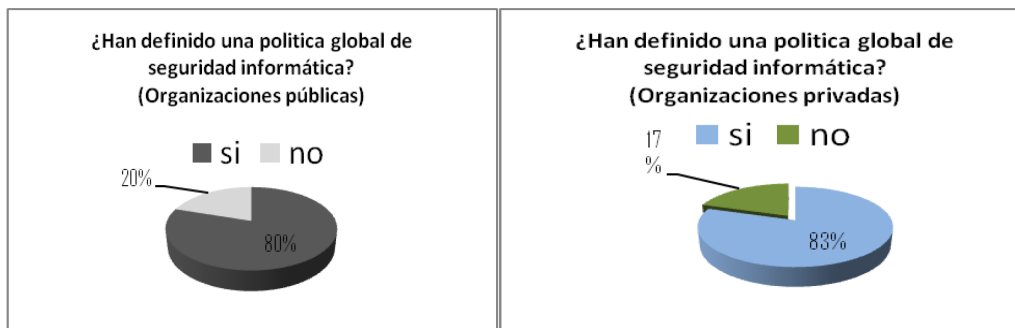 ¿Han definido una politica global de
seguridad informática?
(Organizaciones públicas)
si no
20%
80%
¿Han definido una politica global de
seguridad informática?
(Organizaciones privadas)
si no
17
%
83%